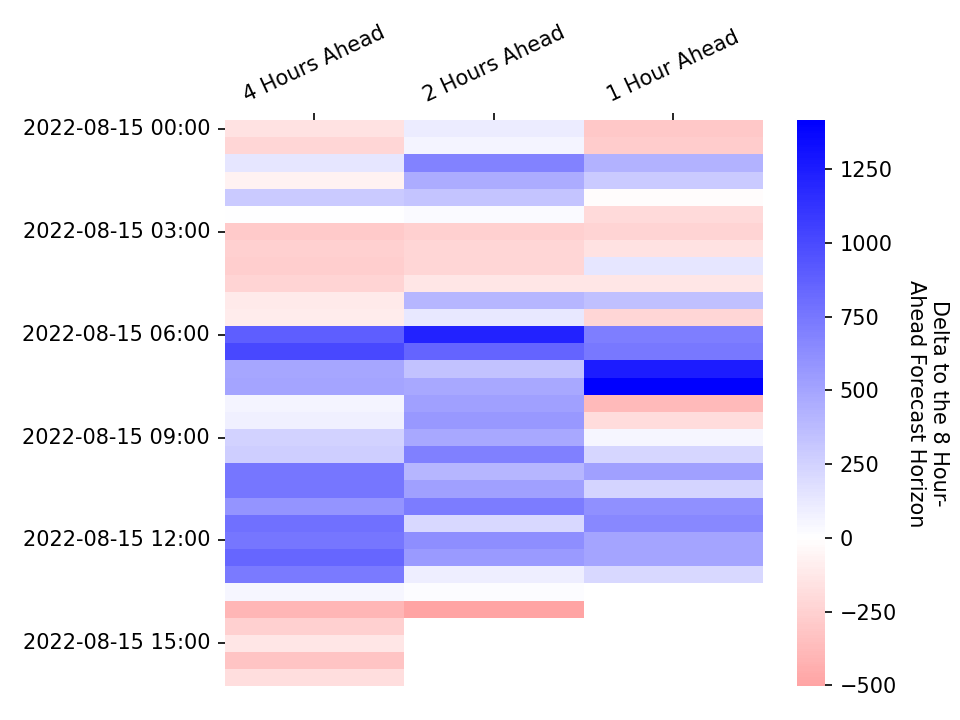 4 Hours Ahead
2 Hours Ahead
1 Hour Ahead
2022-08-15 00:00
2022-08-15 03:00
2022-08-15 06:00
2022-08-15 09:00
2022-08-15 12:00
2022-08-15 15:00
1250
1000
750
500
250
0
−250
−500
Delta to the 8 Hour-
Ahead Forecast Horizon